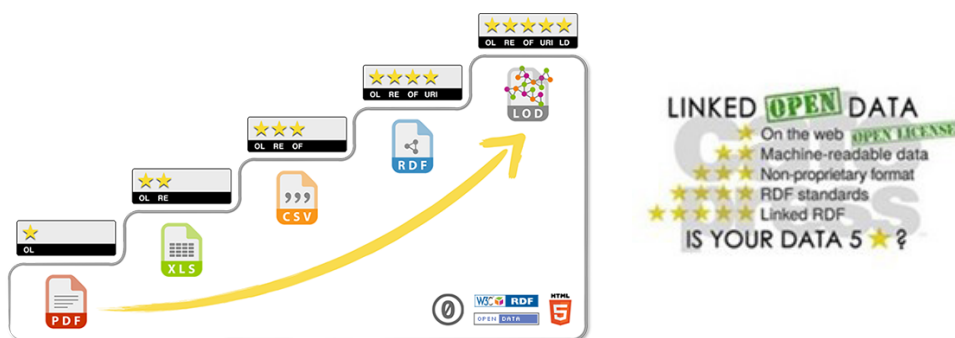 OL RE OF URI LD
OL RE OF URI
OL RE OF
OL RE
OL
LOD
RDF
CSV
XLS
PDF
W3C RDF
OPEN DATA
HTML
5
LINKED OPEN DATA
On the web OPEN LICENSE
Machine-readable data
Non-proprietary format
RDF standards
Linked RDF
IS YOUR DATA 5 ?